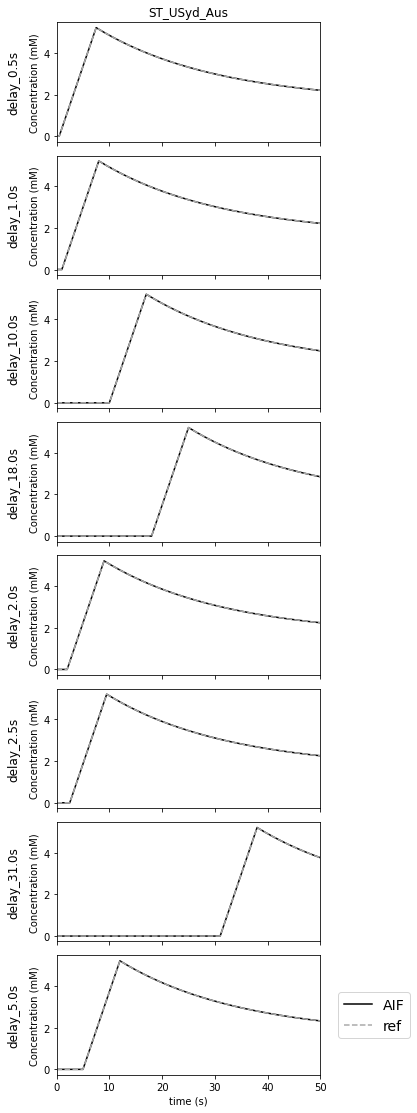 ST_USyd_Aus
delay_0.5s
Concentration (mM)
4
2
0
delay_1.0s
Concentration (mM)
4
2
0
delay_10.0s
Concentration (mM)
4
2
0
delay_18.0s
Concentration (mM)
4
2
0
delay_2.0s
Concentration (mM)
4
2
0
delay_2.5s
Concentration (mM)
4
2
0
delay_31.0s
Concentration (mM)
4
2
0
delay_5.0s
Concentration (mM)
4
2
0
0 10 20 30 40 50
time (s)
AIF
ref